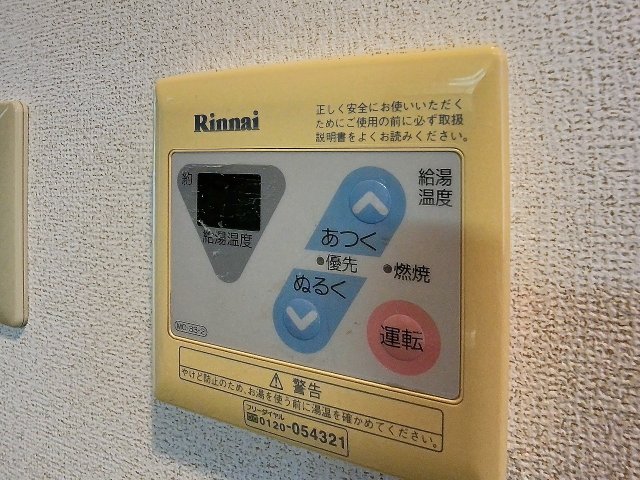 Rinnai
正しく安全にお使いいただく
ためにご使用の前に必ず取扱
説明書をよくお読みください。
約
給湯温度
給湯
温度
あつく
優先
燃焼
ぬるく
運転
MC-33-2
警告
やけど防止のため、お湯を使う前に湯温を確かめてください。
フリーダイヤル
0120-054321